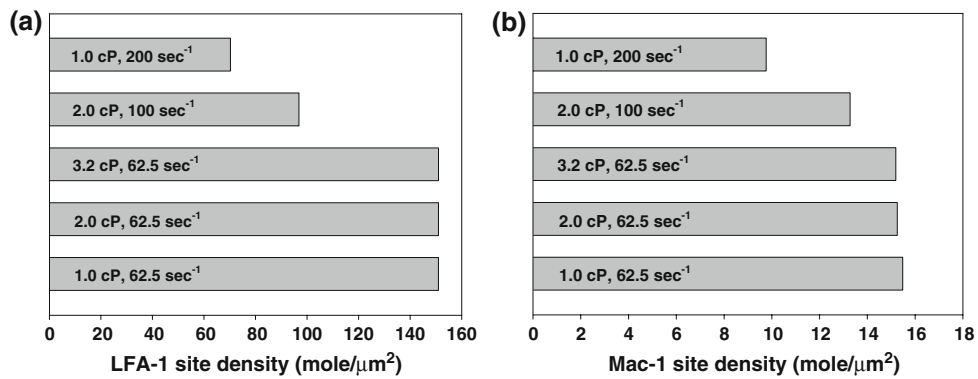 (a)
1.0 cP, 200 sec⁻¹
2.0 cP, 100 sec⁻¹
3.2 cP, 62.5 sec⁻¹
2.0 cP, 62.5 sec⁻¹
1.0 cP, 62.5 sec⁻¹
0 20 40 60 80 100 120 140 160
LFA-1 site density (mole/μm²)
(b)
1.0 cP, 200 sec⁻¹
2.0 cP, 100 sec⁻¹
3.2 cP, 62.5 sec⁻¹
2.0 cP, 62.5 sec⁻¹
1.0 cP, 62.5 sec⁻¹
0 2 4 6 8 10 12 14 16 18
Mac-1 site density (mole/μm²)